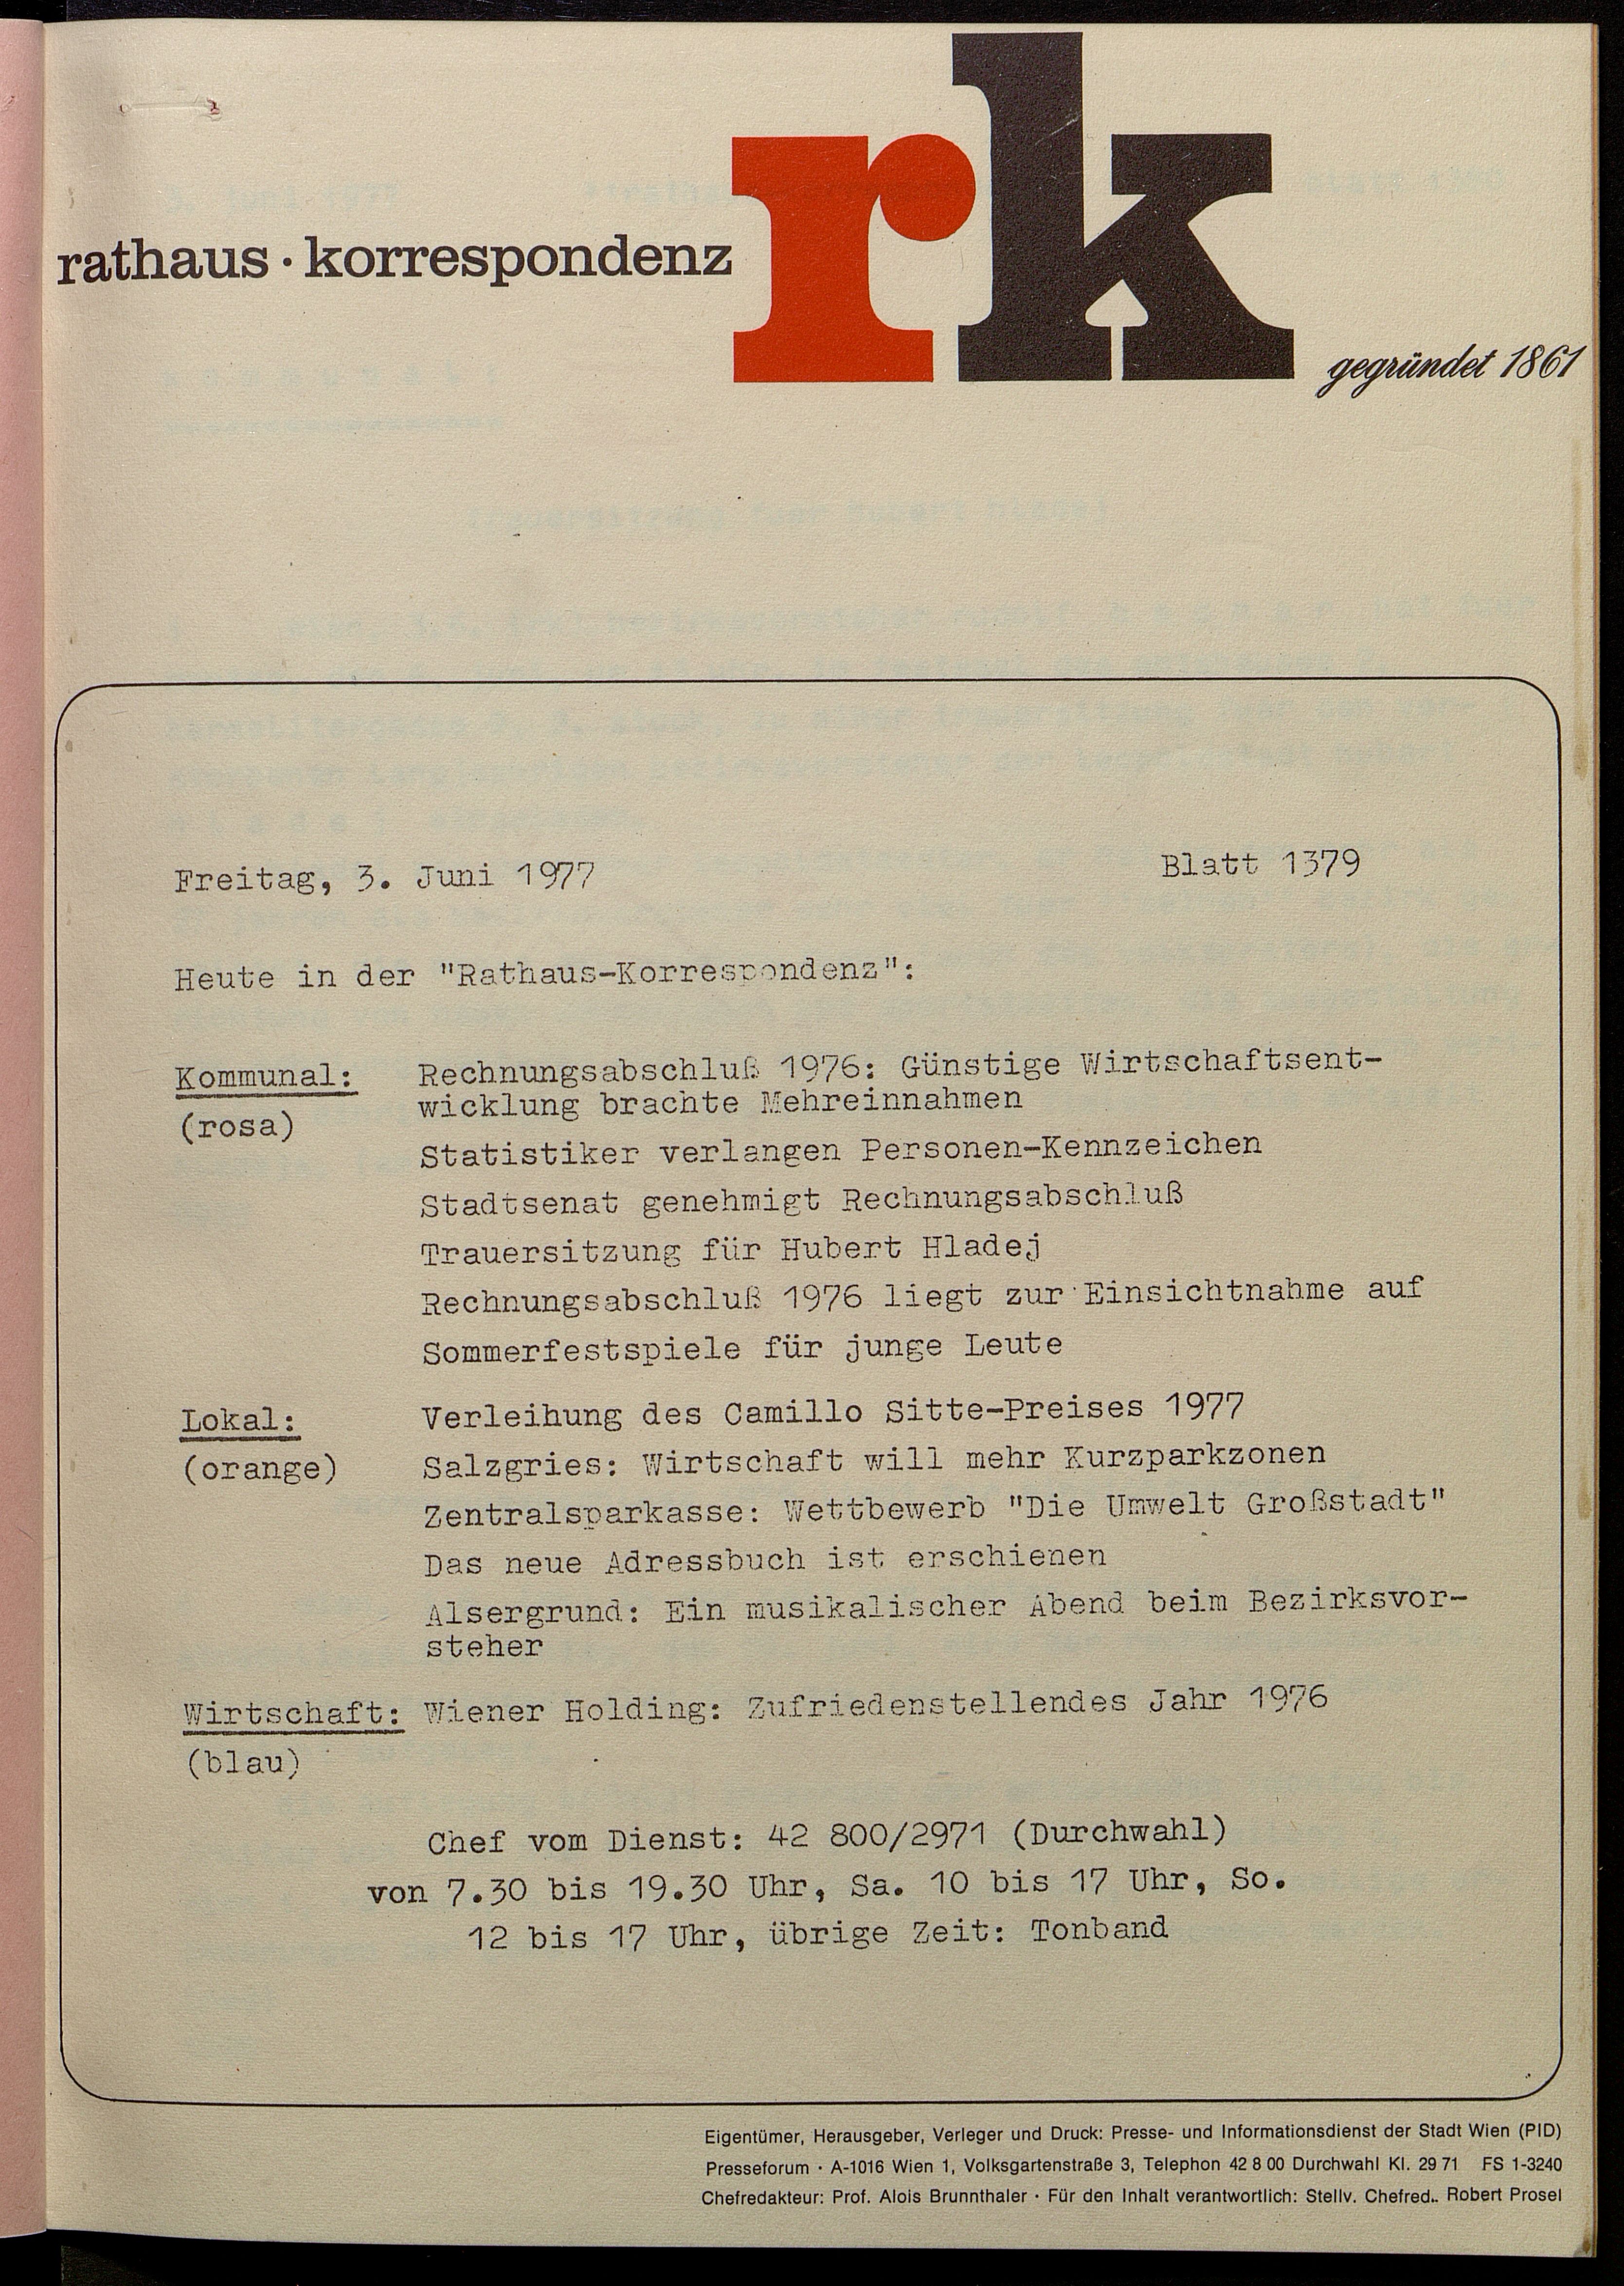 rk
rathaus · korrespondenz
gegründet 1861
Freitag, 3. Juni 1977 Blatt 1379
Heute in der "Rathaus-Korrespondenz":
Kommunal: Rechnungsabschluß 1976: Günstige Wirtschaftsent-
wicklung brachte Mehreinnahmen
(rosa)
Statistiker verlangen Personen-Kennzeichen
Stadtsenat genehmigt Rechnungsabschluß
Trauersitzung für Hubert Hladej
Rechnungsabschluß 1976 liegt zur Einsichtnahme auf
Sommerfestspiele für junge Leute
Lokal: Verleihung des Camillo Sitte-Preises 1977
(orange) Salzgries: Wirtschaft will mehr Kurzparkzonen
Zentralsparkasse: Wettbewerb "Die Umwelt Großstadt"
Das neue Adressbuch ist erschienen
Alsergrund: Ein musikalischer Abend beim Bezirksvor-
steher
Wirtschaft: Wiener Holding: Zufriedenstellendes Jahr 1976
(blau)
Chef vom Dienst: 42 800/2971 (Durchwahl)
von 7.30 bis 19.30 Uhr, Sa. 10 bis 17 Uhr, So.
12 bis 17 Uhr, übrige Zeit: Tonband
Eigentümer, Herausgeber, Verleger und Druck: Presse- und Informationsdienst der Stadt Wien (PID)
Presseforum · A-1016 Wien 1, Volksgartenstraße 3, Telephon 42 8 00 Durchwahl Kl. 29 71 FS 1-3240
Chefredakteur: Prof. Alois Brunnthaler · Für den Inhalt verantwortlich: Stellv. Chefred.. Robert Prosel